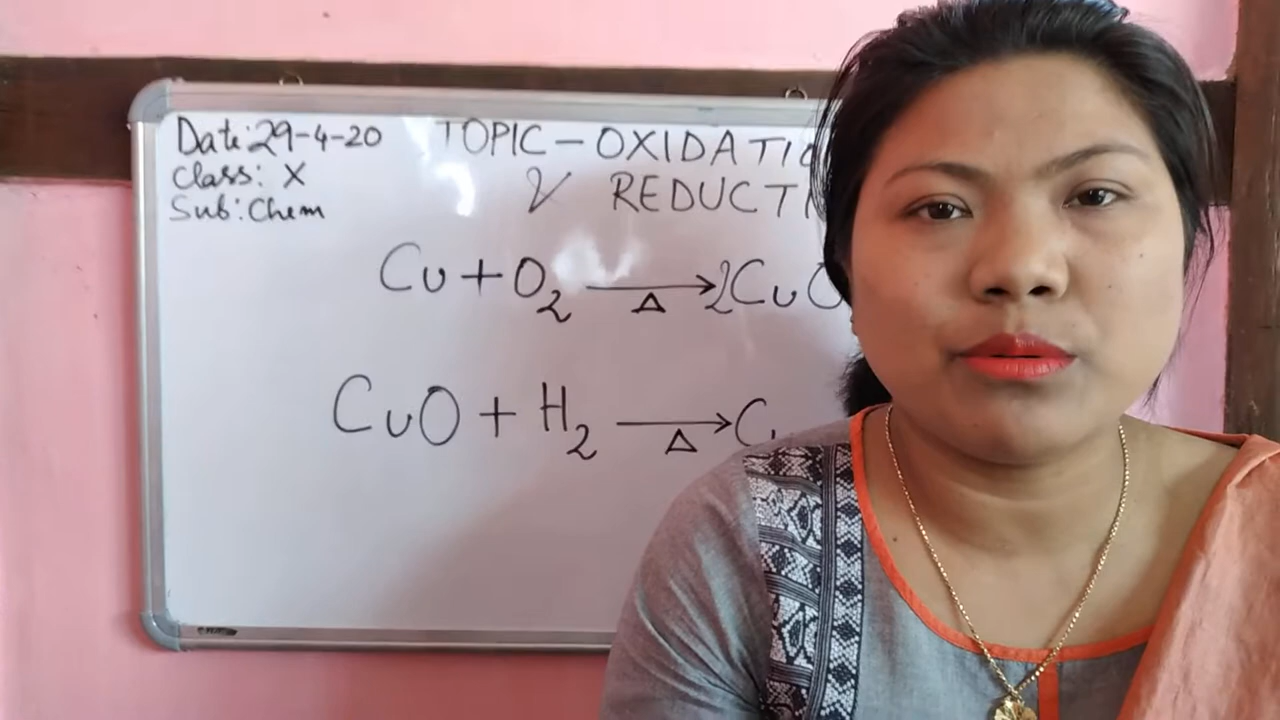 Date: 29-4-20
Class: X
Sub: Chem
TOPIC - OXIDATIO
& REDUCTI
Cu + O2 →Δ 2CuO
CuO + H2 →Δ C